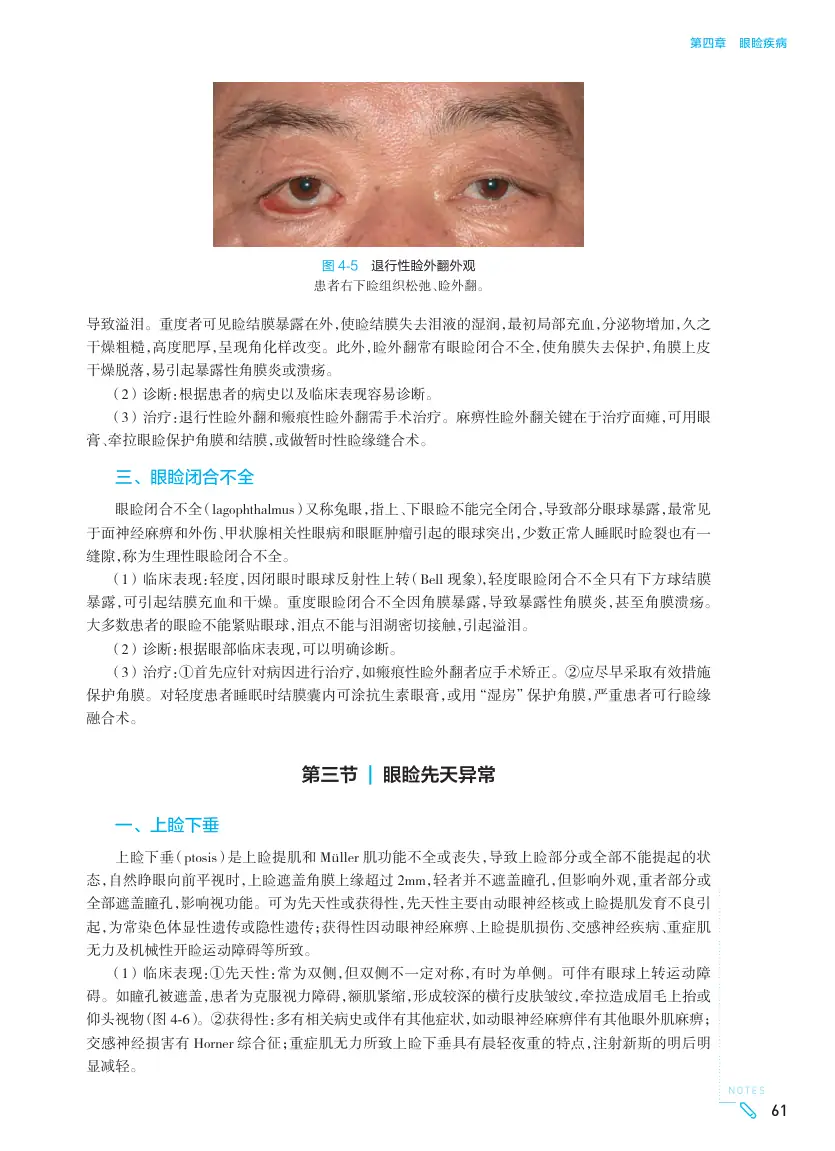 第四章 眼睑疾病
图 4-5 退行性睑外翻外观
患者右下睑组织松弛、睑外翻。
导致溢泪。重度者可见睑结膜暴露在外,使睑结膜失去泪液的湿润,最初局部充血,分泌物增加,久之
干燥粗糙,高度肥厚,呈现角化样改变。此外,睑外翻常有眼睑闭合不全,使角膜失去保护,角膜上皮
干燥脱落,易引起暴露性角膜炎或溃疡。
(2)诊断:根据患者的病史以及临床表现容易诊断。
(3)治疗:退行性睑外翻和瘢痕性睑外翻需手术治疗。麻痹性睑外翻关键在于治疗面瘫,可用眼
膏、牵拉眼睑保护角膜和结膜,或做暂时性睑缘缝合术。
三、眼睑闭合不全
眼睑闭合不全(lagophthalmus)又称兔眼,指上、下眼睑不能完全闭合,导致部分眼球暴露,最常见
于面神经麻痹和外伤、甲状腺相关性眼病和眼眶肿瘤引起的眼球突出,少数正常人睡眠时睑裂也有一
缝隙,称为生理性眼睑闭合不全。
(1)临床表现:轻度,因闭眼时眼球反射性上转(Bell 现象),轻度眼睑闭合不全只有下方球结膜
暴露,可引起结膜充血和干燥。重度眼睑闭合不全因角膜暴露,导致暴露性角膜炎,甚至角膜溃疡。
大多数患者的眼睑不能紧贴眼球,泪点不能与泪湖密切接触,引起溢泪。
(2)诊断:根据眼部临床表现,可以明确诊断。
(3)治疗:①首先应针对病因进行治疗,如瘢痕性睑外翻者应手术矫正。②应尽早采取有效措施
保护角膜。对轻度患者睡眠时结膜囊内可涂抗生素眼膏,或用“湿房”保护角膜,严重患者可行睑缘
融合术。
第三节 | 眼睑先天异常
一、上睑下垂
上睑下垂(ptosis)是上睑提肌和 Müller 肌功能不全或丧失,导致上睑部分或全部不能提起的状
态,自然睁眼向前平视时,上睑遮盖角膜上缘超过 2mm,轻者并不遮盖瞳孔,但影响外观,重者部分或
全部遮盖瞳孔,影响视功能。可为先天性或获得性,先天性主要由动眼神经核或上睑提肌发育不良引
起,为常染色体显性遗传或隐性遗传;获得性因动眼神经麻痹、上睑提肌损伤、交感神经疾病、重症肌
无力及机械性开睑运动障碍等所致。
(1)临床表现:①先天性:常为双侧,但双侧不一定对称,有时为单侧。可伴有眼球上转运动障
碍。如瞳孔被遮盖,患者为克服视力障碍,额肌紧缩,形成较深的横行皮肤皱纹,牵拉造成眉毛上抬或
仰头视物(图 4-6)。②获得性:多有相关病史或伴有其他症状,如动眼神经麻痹伴有其他眼外肌麻痹;
交感神经损害有 Horner 综合征;重症肌无力所致上睑下垂具有晨轻夜重的特点,注射新斯的明后明
显减轻。
NOTES
61